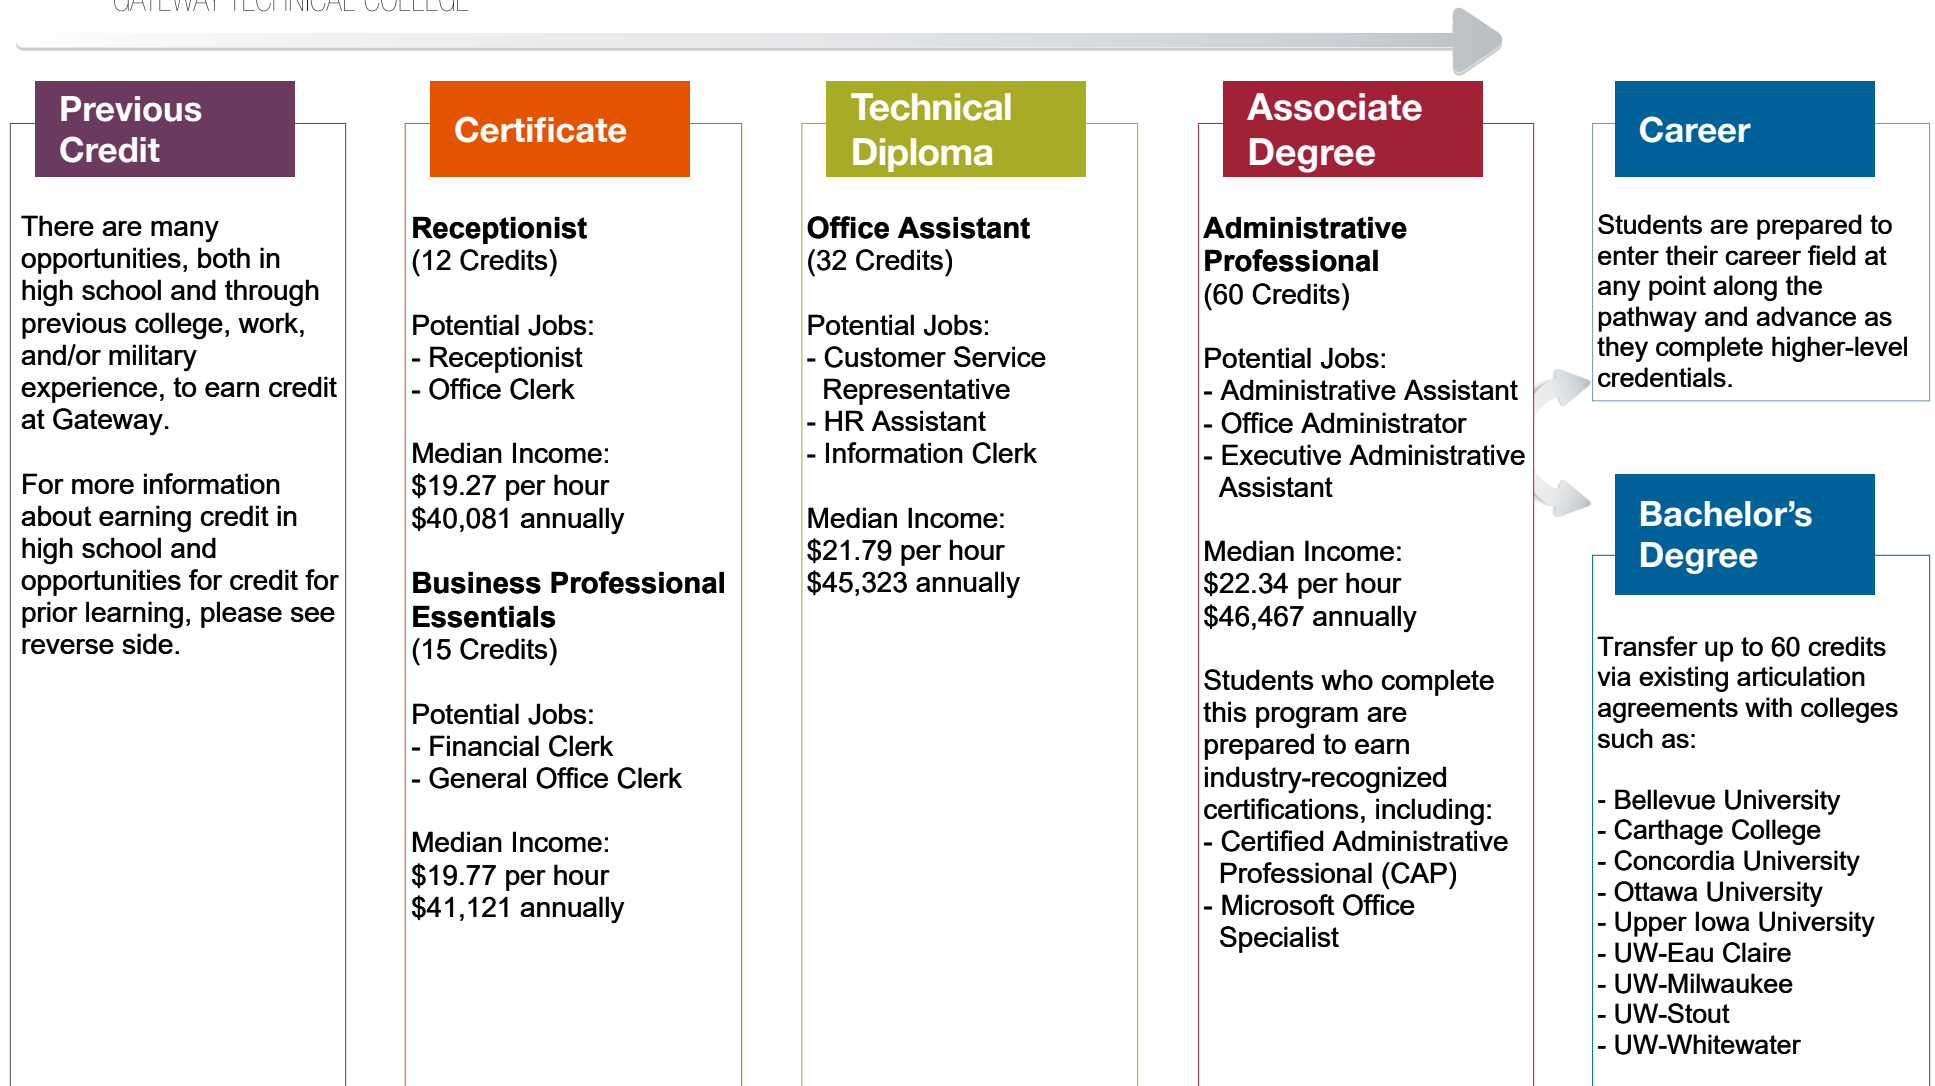 GATEWAY TECHNICAL COLLEGE
Previous
Credit
There are many
opportunities, both in
high school and through
previous college, work,
and/or military
experience, to earn credit
at Gateway.
For more information
about earning credit in
high school and
opportunities for credit for
prior learning, please see
reverse side.
Certificate
Receptionist
(12 Credits)
Potential Jobs:
- Receptionist
- Office Clerk
Median Income:
$19.27 per hour
$40,081 annually
Business Professional
Essentials
(15 Credits)
Potential Jobs:
- Financial Clerk
- General Office Clerk
Median Income:
$19.77 per hour
$41,121 annually
Technical
Diploma
Office Assistant
(32 Credits)
Potential Jobs:
- Customer Service
Representative
- HR Assistant
- Information Clerk
Median Income:
$21.79 per hour
$45,323 annually
Associate
Degree
Administrative
Professional
(60 Credits)
Potential Jobs:
- Administrative Assistant
- Office Administrator
- Executive Administrative
Assistant
Median Income:
$22.34 per hour
$46,467 annually
Students who complete
this program are
prepared to earn
industry-recognized
certifications, including:
- Certified Administrative
Professional (CAP)
- Microsoft Office
Specialist
Career
Students are prepared to
enter their career field at
any point along the
pathway and advance as
they complete higher-level
credentials.
Bachelor's
Degree
Transfer up to 60 credits
via existing articulation
agreements with colleges
such as:
- Bellevue University
- Carthage College
- Concordia University
- Ottawa University
- Upper Iowa University
- UW-Eau Claire
- UW-Milwaukee
- UW-Stout
- UW-Whitewater